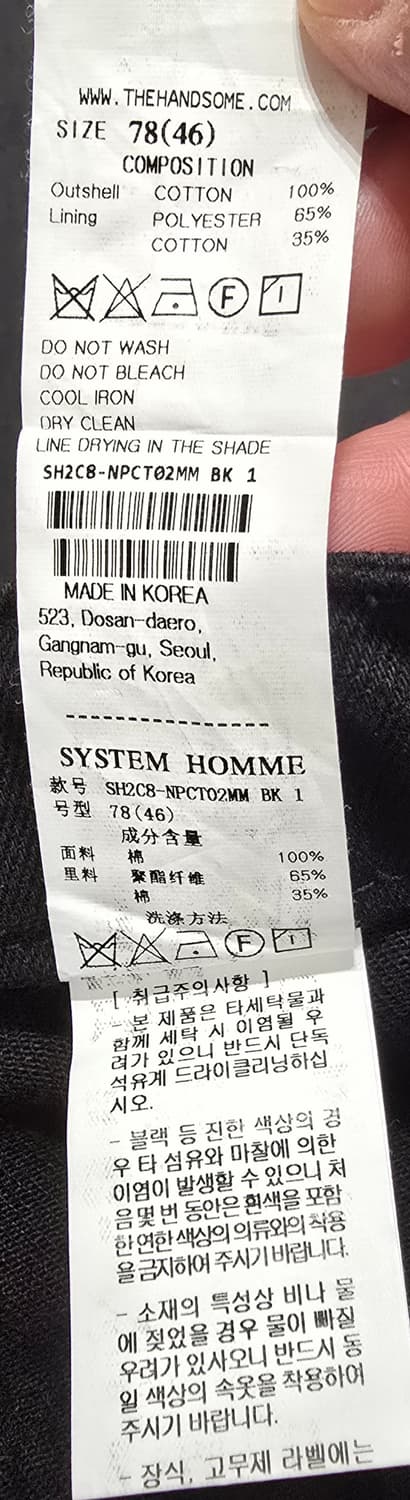 WWW.THEHANDSOME.COM
SIZE 78(46)
COMPOSITION
Outshell COTTON 100%
Lining POLYESTER 65%
COTTON 35%
F
DO NOT WASH
DO NOT BLEACH
COOL IRON
DRY CLEAN
LINE DRYING IN THE SHADE
SH2C8-NPCT02MM BK 1
MADE IN KOREA
523, Dosan-daero,
Gangnam-gu, Seoul,
Republic of Korea
SYSTEM HOMME
款号 SH2C8-NPCT02MM BK 1
号型 78(46)
成分含量
面料 棉 100%
里料 聚酯纤维 65%
棉 35%
洗涤方法
F
[ 취급주의사항 ]
- 본 제품은 타세탁물과
함께 세탁 시 이염될 우
려가 있으니 반드시 단독
석유계 드라이클리닝하십
시오.
- 블랙 등 진한 색상의 경
우 타 섬유와 마찰에 의한
이염이 발생할 수 있으니 처
음 몇 번 동안은 흰색을 포함
한 연한 색상의 의류와의 착용
을 금지하여 주시기 바랍니다.
- 소재의 특성상 비나 물
에 젖었을 경우 물이 빠질
우려가 있사오니 반드시 동
일 색상의 속옷을 착용하여
주시기 바랍니다.
- 장식, 고무제 라벨에는